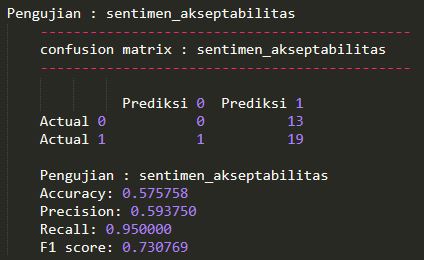 Pengujian : sentimen_akseptabilitas
-----------------------------------------
confusion matrix : sentimen_akseptabilitas
-----------------------------------------
Prediksi 0 Prediksi 1
Actual 0 0 13
Actual 1 1 19
Pengujian : sentimen_akseptabilitas
Accuracy: 0.575758
Precision: 0.593750
Recall: 0.950000
F1 score: 0.730769